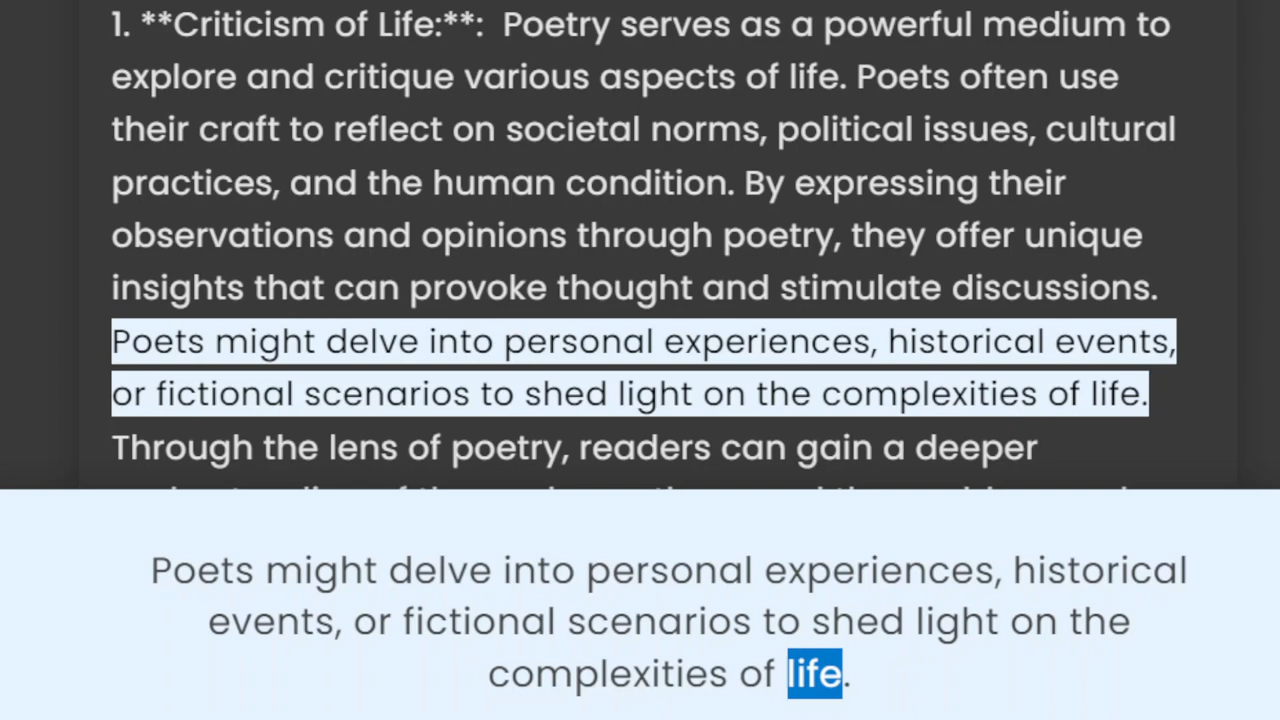 1. **Criticism of Life:**:  Poetry serves as a powerful medium to
explore and critique various aspects of life. Poets often use
their craft to reflect on societal norms, political issues, cultural
practices, and the human condition. By expressing their
observations and opinions through poetry, they offer unique
insights that can provoke thought and stimulate discussions.
Poets might delve into personal experiences, historical events,
or fictional scenarios to shed light on the complexities of life.
Through the lens of poetry, readers can gain a deeper
Poets might delve into personal experiences, historical
events, or fictional scenarios to shed light on the
complexities of life.